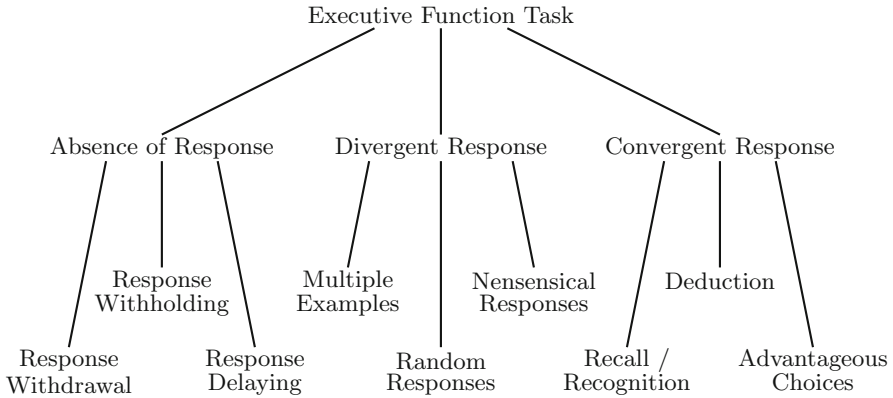 Executive Function Task
Absence of Response
Divergent Response
Convergent Response
Response
Withholding
Multiple
Examples
Nensensical
Responses
Deduction
Response
Withdrawal
Response
Delaying
Random
Responses
Recall /
Recognition
Advantageous
Choices